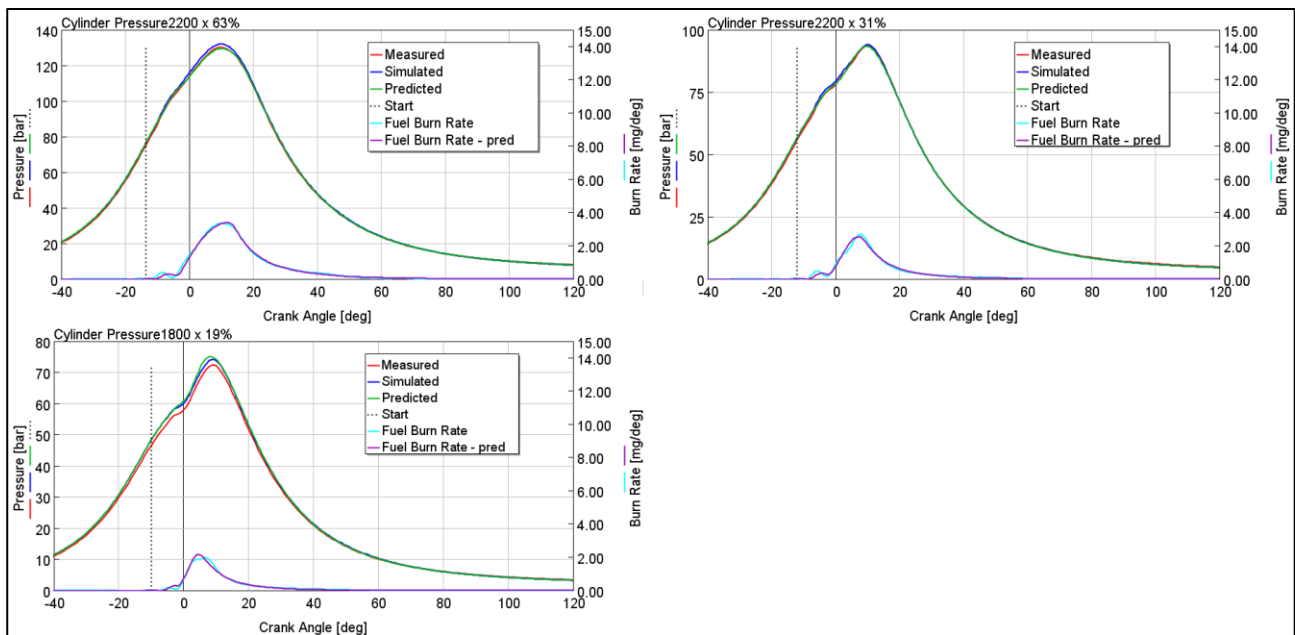 Cylinder Pressure2200 x 63%
140
120
100
80
60
40
20
0
Pressure [bar]
15.00
14.00
12.00
10.00
8.00
6.00
4.00
2.00
0.00
Burn Rate [mg/deg]
Measured
Simulated
Predicted
Start
Fuel Burn Rate
Fuel Burn Rate - pred
-40 -20 0 20 40 60 80 100 120
Crank Angle [deg]
Cylinder Pressure2200 x 31%
100
75
50
25
0
Pressure [bar]
15.00
14.00
12.00
10.00
8.00
6.00
4.00
2.00
0.00
Burn Rate [mg/deg]
Measured
Simulated
Predicted
Start
Fuel Burn Rate
Fuel Burn Rate - pred
-40 -20 0 20 40 60 80 100 120
Crank Angle [deg]
Cylinder Pressure1800 x 19%
80
70
60
50
40
30
20
10
0
Pressure [bar]
15.00
14.00
12.00
10.00
8.00
6.00
4.00
2.00
0.00
Burn Rate [mg/deg]
Measured
Simulated
Predicted
Start
Fuel Burn Rate
Fuel Burn Rate - pred
-40 -20 0 20 40 60 80 100 120
Crank Angle [deg]